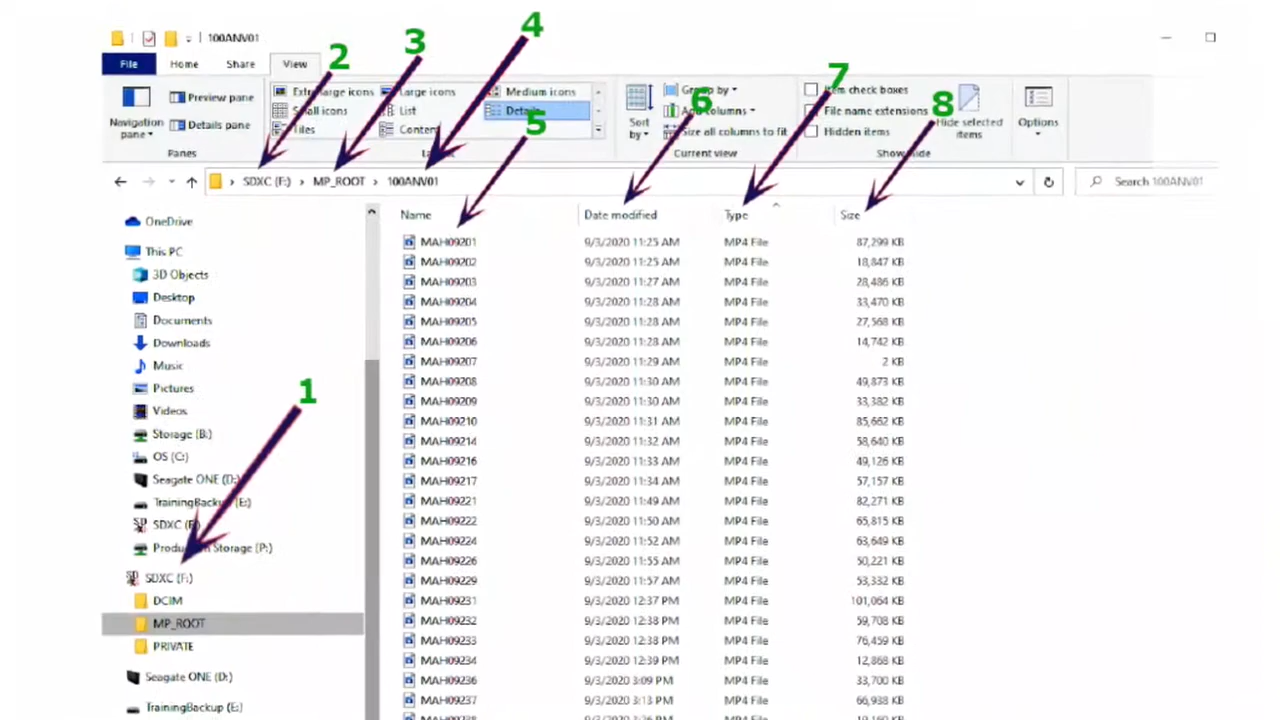 100ANV01
File Home Share View
Extra large icons Large icons Medium icons
Small icons List Details
Tiles Content
Navigation pane
Preview pane
Details pane
Panes
Sort by
Group by
Add columns
Size all columns to fit
Current view
Item check boxes
File name extensions
Hidden items
Hide selected items
Show/hide
Options
2
3
4
5
6
7
8
1
SDXC (F:) › MP_ROOT › 100ANV01
Search 100ANV01
OneDrive
This PC
3D Objects
Desktop
Documents
Downloads
Music
Pictures
Videos
Storage (B:)
OS (C:)
Seagate ONE (D:)
TrainingBackup (E:)
SDXC (F:)
Production Storage (P:)
SDXC (F:)
DCIM
MP_ROOT
PRIVATE
Seagate ONE (D:)
TrainingBackup (E:)
Name Date modified Type Size
MAH09201 9/3/2020 11:25 AM MP4 File 87,299 KB
MAH09202 9/3/2020 11:25 AM MP4 File 18,847 KB
MAH09203 9/3/2020 11:27 AM MP4 File 28,486 KB
MAH09204 9/3/2020 11:28 AM MP4 File 33,470 KB
MAH09205 9/3/2020 11:28 AM MP4 File 27,568 KB
MAH09206 9/3/2020 11:28 AM MP4 File 14,742 KB
MAH09207 9/3/2020 11:29 AM MP4 File 2 KB
MAH09208 9/3/2020 11:30 AM MP4 File 49,873 KB
MAH09209 9/3/2020 11:30 AM MP4 File 33,382 KB
MAH09210 9/3/2020 11:31 AM MP4 File 85,662 KB
MAH09214 9/3/2020 11:32 AM MP4 File 58,640 KB
MAH09216 9/3/2020 11:33 AM MP4 File 49,126 KB
MAH09217 9/3/2020 11:34 AM MP4 File 57,157 KB
MAH09221 9/3/2020 11:49 AM MP4 File 82,271 KB
MAH09222 9/3/2020 11:50 AM MP4 File 65,815 KB
MAH09224 9/3/2020 11:52 AM MP4 File 63,649 KB
MAH09226 9/3/2020 11:55 AM MP4 File 50,221 KB
MAH09229 9/3/2020 11:57 AM MP4 File 53,332 KB
MAH09231 9/3/2020 12:37 PM MP4 File 101,064 KB
MAH09232 9/3/2020 12:38 PM MP4 File 59,708 KB
MAH09233 9/3/2020 12:38 PM MP4 File 76,459 KB
MAH09234 9/3/2020 12:39 PM MP4 File 12,868 KB
MAH09236 9/3/2020 3:09 PM MP4 File 33,700 KB
MAH09237 9/3/2020 3:13 PM MP4 File 66,938 KB